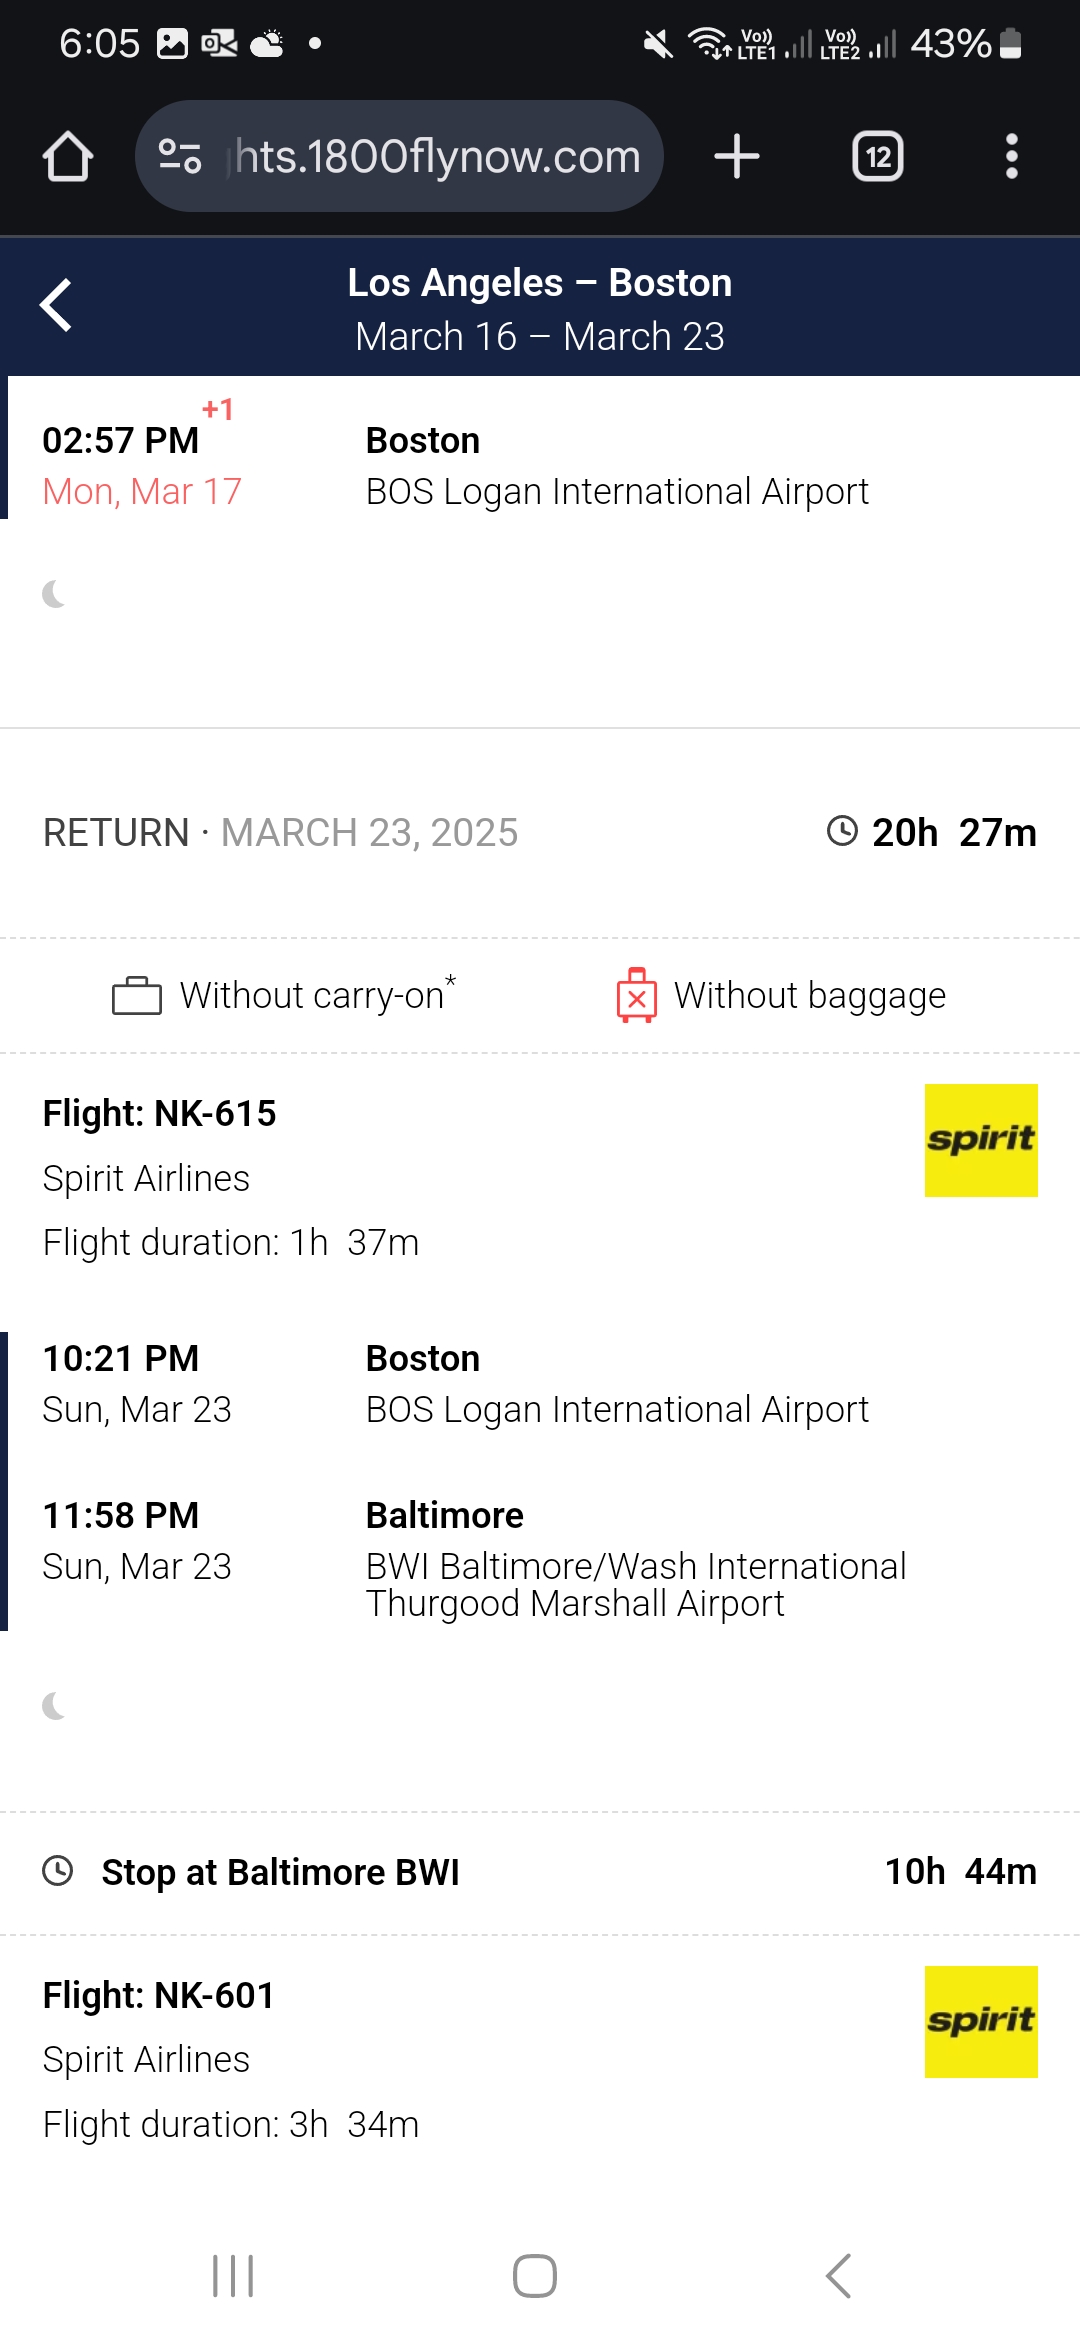 6:05
Vo)) LTE1 Vo)) LTE2 43%
hts.1800flynow.com
12
Los Angeles – Boston
March 16 – March 23
02:57 PM +1 Boston
Mon, Mar 17 BOS Logan International Airport
RETURN · MARCH 23, 2025 20h 27m
Without carry-on* Without baggage
Flight: NK-615
spirit
Spirit Airlines
Flight duration: 1h 37m
10:21 PM Boston
Sun, Mar 23 BOS Logan International Airport
11:58 PM Baltimore
Sun, Mar 23 BWI Baltimore/Wash International
Thurgood Marshall Airport
Stop at Baltimore BWI 10h 44m
Flight: NK-601
spirit
Spirit Airlines
Flight duration: 3h 34m